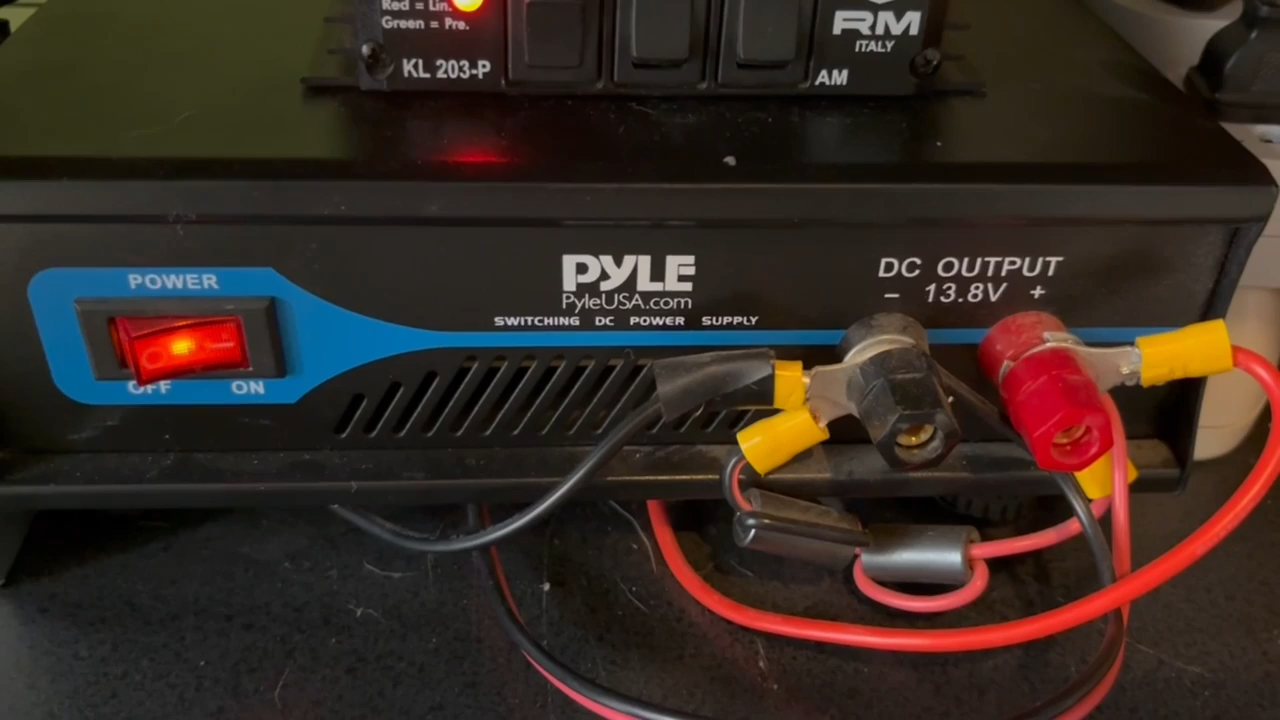 Red = Lin.
Green = Pre.
KL 203-P
RM
ITALY
AM
POWER
OFF ON
PYLE
PyleUSA.com
SWITCHING DC POWER SUPPLY
DC OUTPUT
- 13.8V +